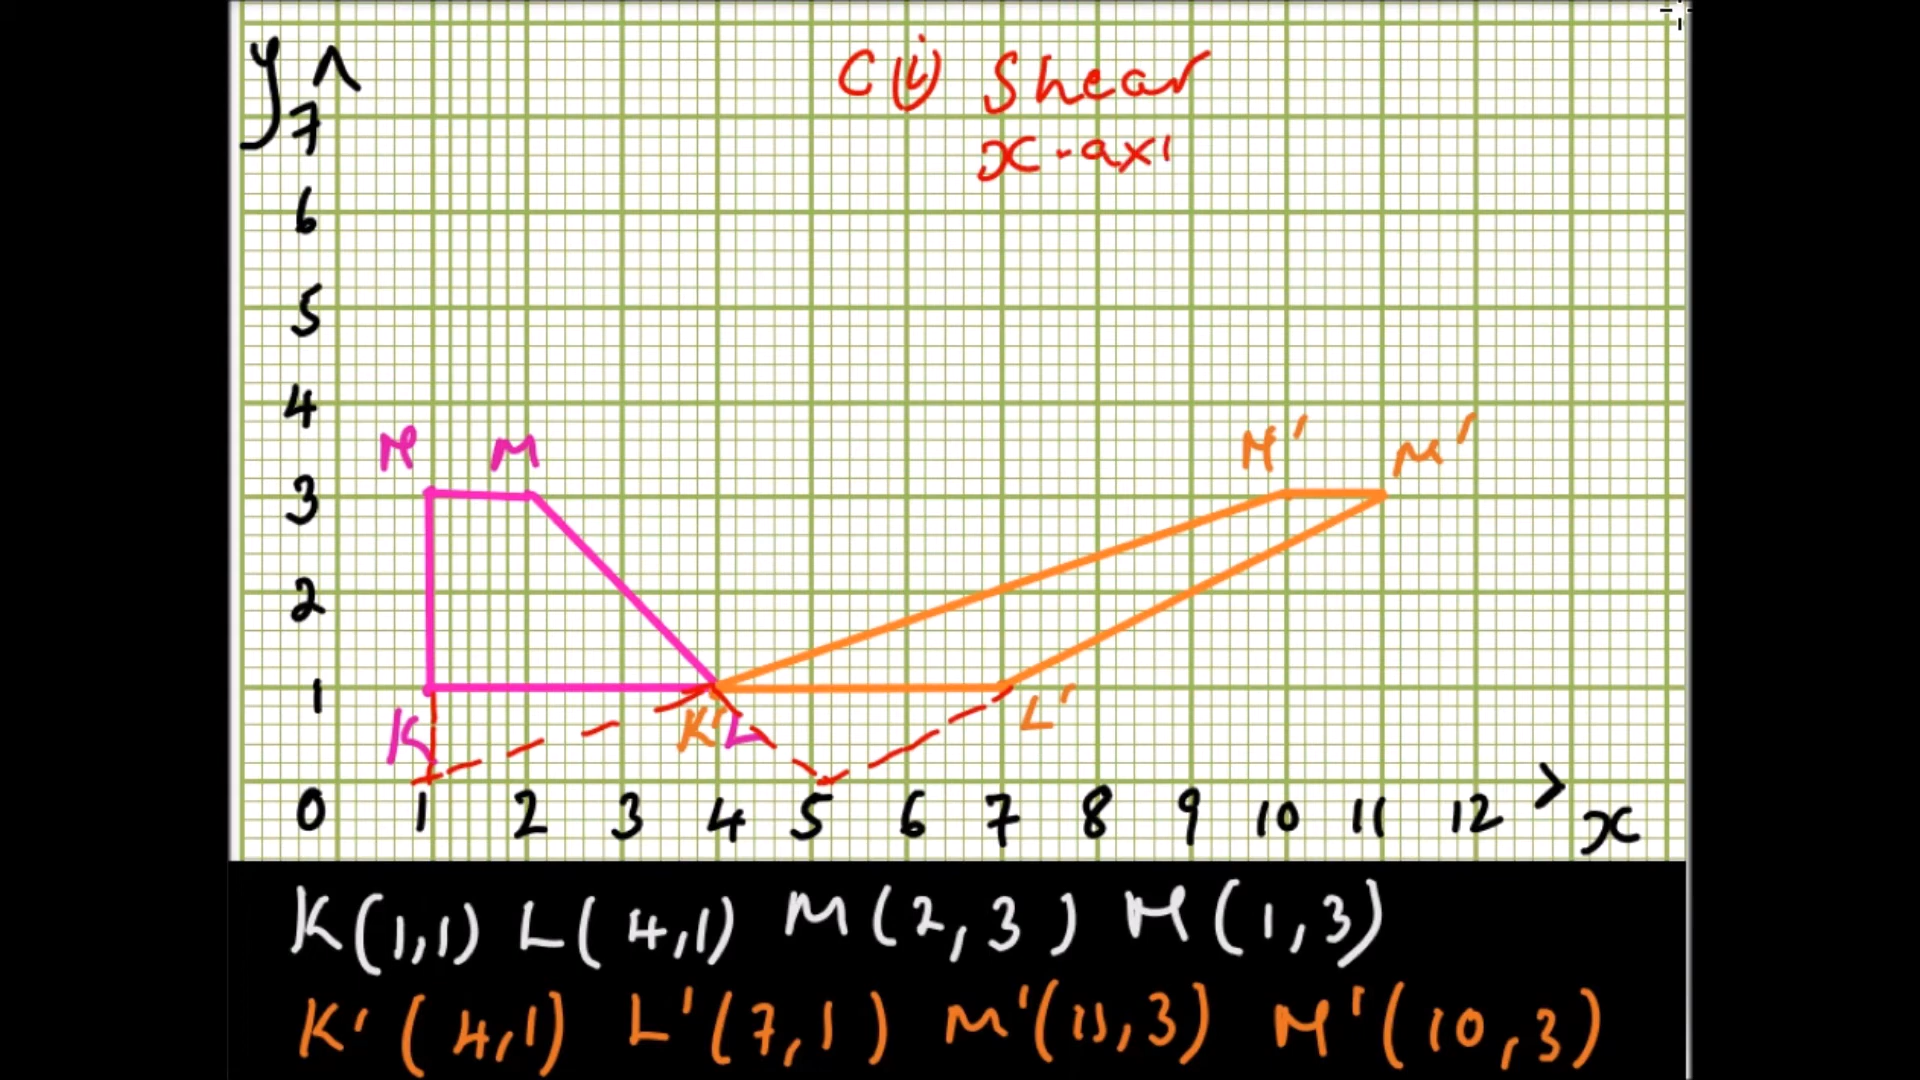 C (i) Shear
x-axi
y
7
6
5
4
N M N' M'
3
2
1
K K' L L'
0 1 2 3 4 5 6 7 8 9 10 11 12 x
K(1,1) L(4,1) M(2,3) N(1,3)
K'(4,1) L'(7,1) M'(11,3) N'(10,3)